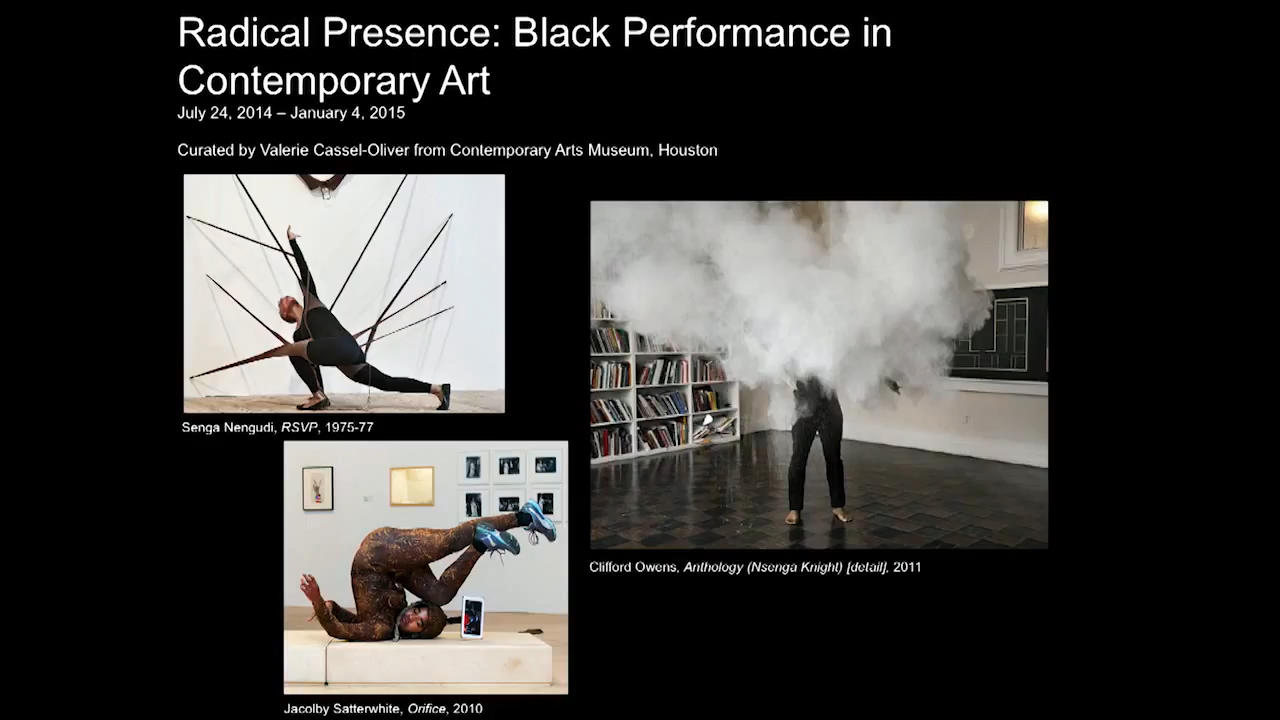 Radical Presence: Black Performance in
Contemporary Art
July 24, 2014 – January 4, 2015
Curated by Valerie Cassel-Oliver from Contemporary Arts Museum, Houston
Senga Nengudi, RSVP, 1975-77
Clifford Owens, Anthology (Nsenga Knight) [detail], 2011
Jacolby Satterwhite, Orifice, 2010